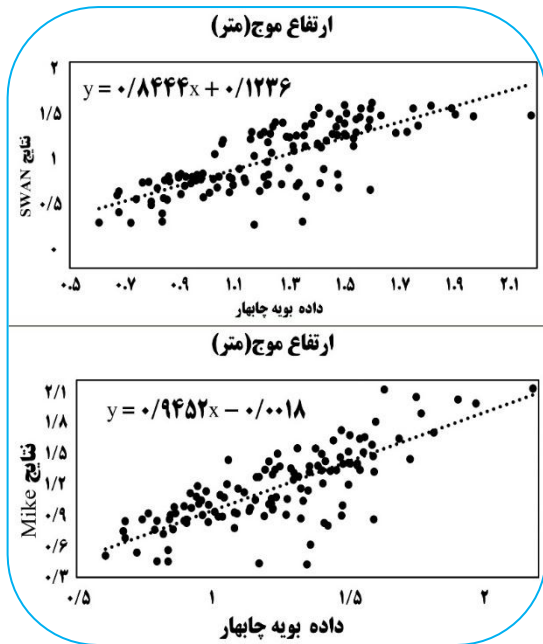 ارتفاع موج(متر)
y = ۰/۸۴۴۴x + ۰/۱۲۳۶
۲
۱/۵
۱
۰/۵
۰
نتایج SWAN
۰.۵ ۰.۷ ۰.۹ ۱.۱ ۱.۳ ۱.۵ ۱.۷ ۱.۹ ۲.۱
داده بویه چابهار
ارتفاع موج(متر)
y = ۰/۹۴۵۲x − ۰/۰۰۱۸
۲/۱
۱/۸
۱/۵
۱/۲
۰/۹
۰/۶
۰/۳
نتایج Mike
۰/۵ ۱ ۱/۵ ۲
داده بویه چابهار